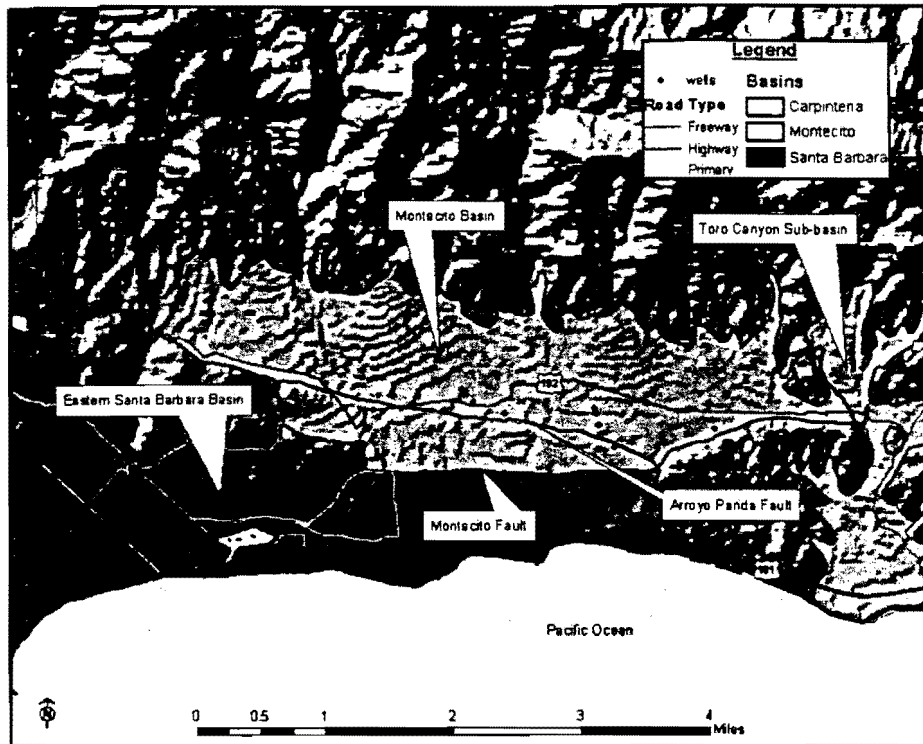 Legend
wells Basins
Road Type Carpinteria
Freeway Montecito
Highway Santa Barbara
Primary
Montecito Basin
Toro Canyon Sub-basin
192
Eastern Santa Barbara Basin
Arroyo Parida Fault
Montecito Fault
101
Pacific Ocean
N
0 0.5 1 2 3 4
Miles